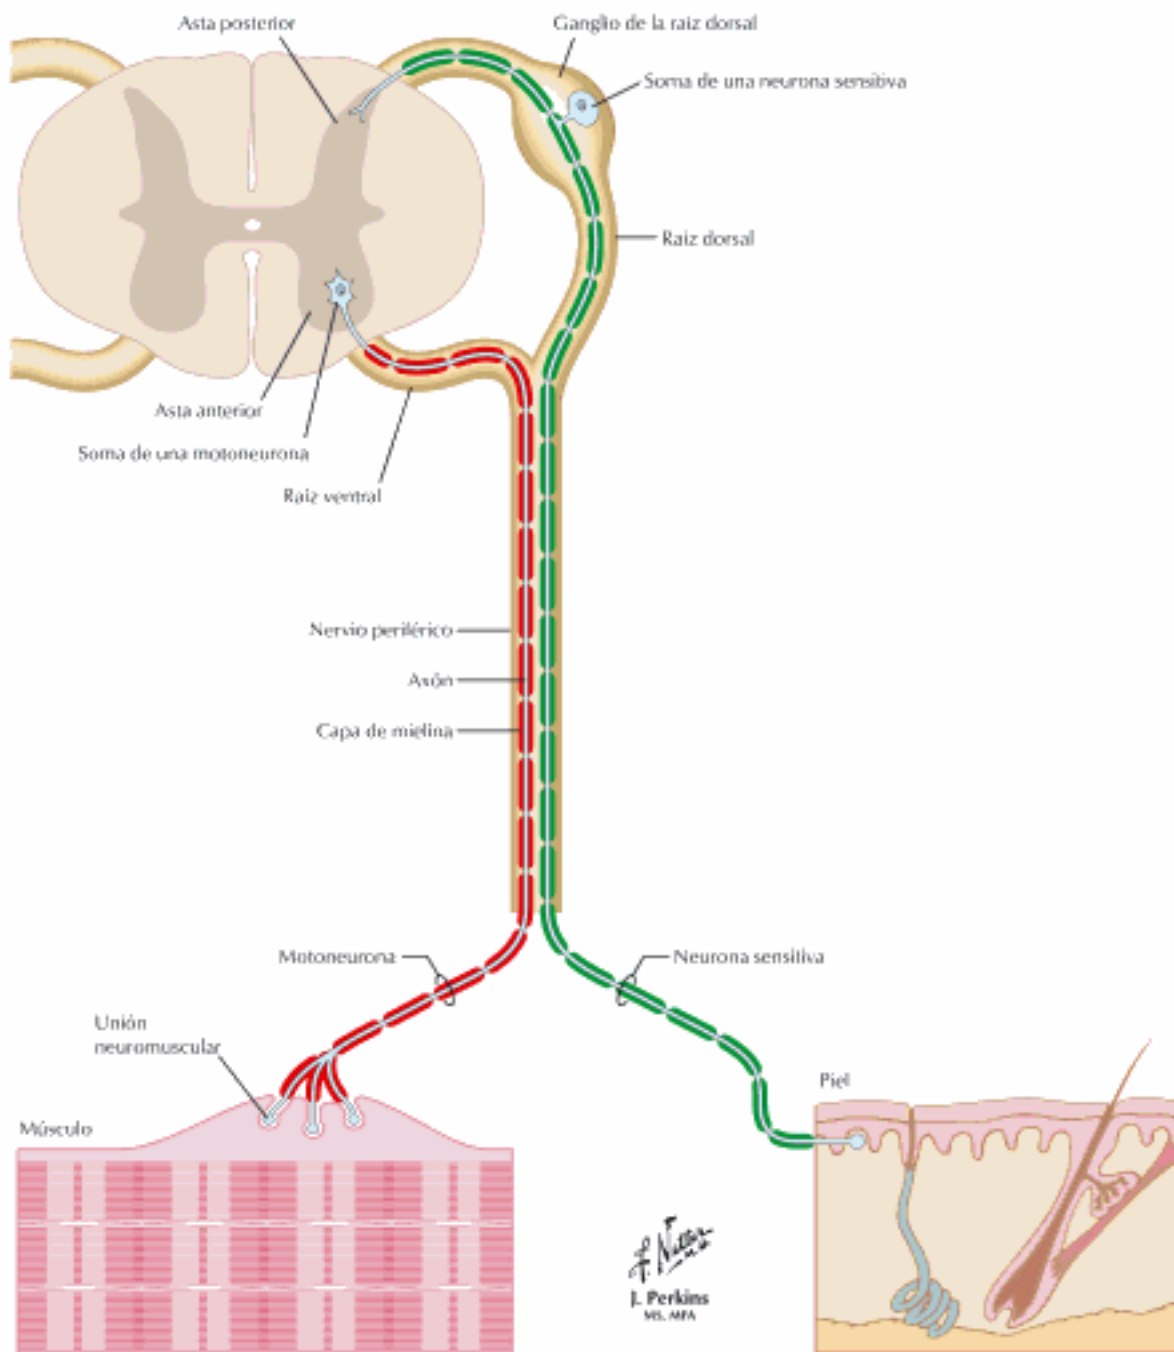 Asta posterior
Ganglio de la raíz dorsal
Soma de una neurona sensitiva
Raíz dorsal
Asta anterior
Soma de una motoneurona
Raíz ventral
Nervio periférico
Axón
Capa de mielina
Motoneurona
Neurona sensitiva
Unión
neuromuscular
Piel
Músculo
F. Netter
M.D.
J. Perkins
MS, MFA